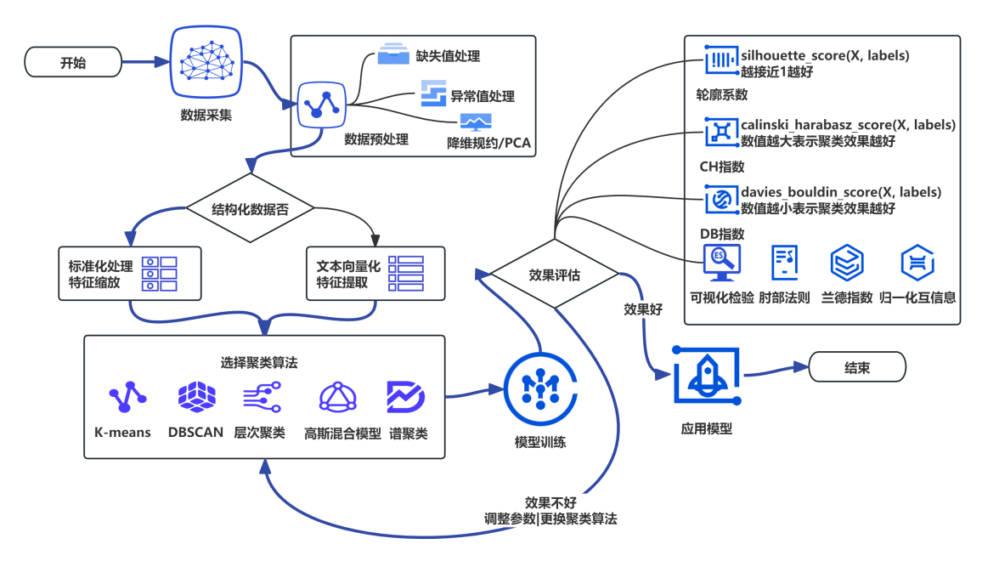 开始
数据采集
缺失值处理
异常值处理
数据预处理
降维规约/PCA
结构化数据否
标准化处理
特征缩放
文本向量化
特征提取
选择聚类算法
K-means
DBSCAN
层次聚类
高斯混合模型
谱聚类
模型训练
效果评估
效果好
效果不好
调整参数|更换聚类算法
silhouette_score(X, labels)
越接近1越好
轮廓系数
calinski_harabasz_score(X, labels)
数值越大表示聚类效果越好
CH指数
davies_bouldin_score(X, labels)
数值越小表示聚类效果越好
DB指数
ES
可视化检验
肘部法则
兰德指数
归一化互信息
应用模型
结束